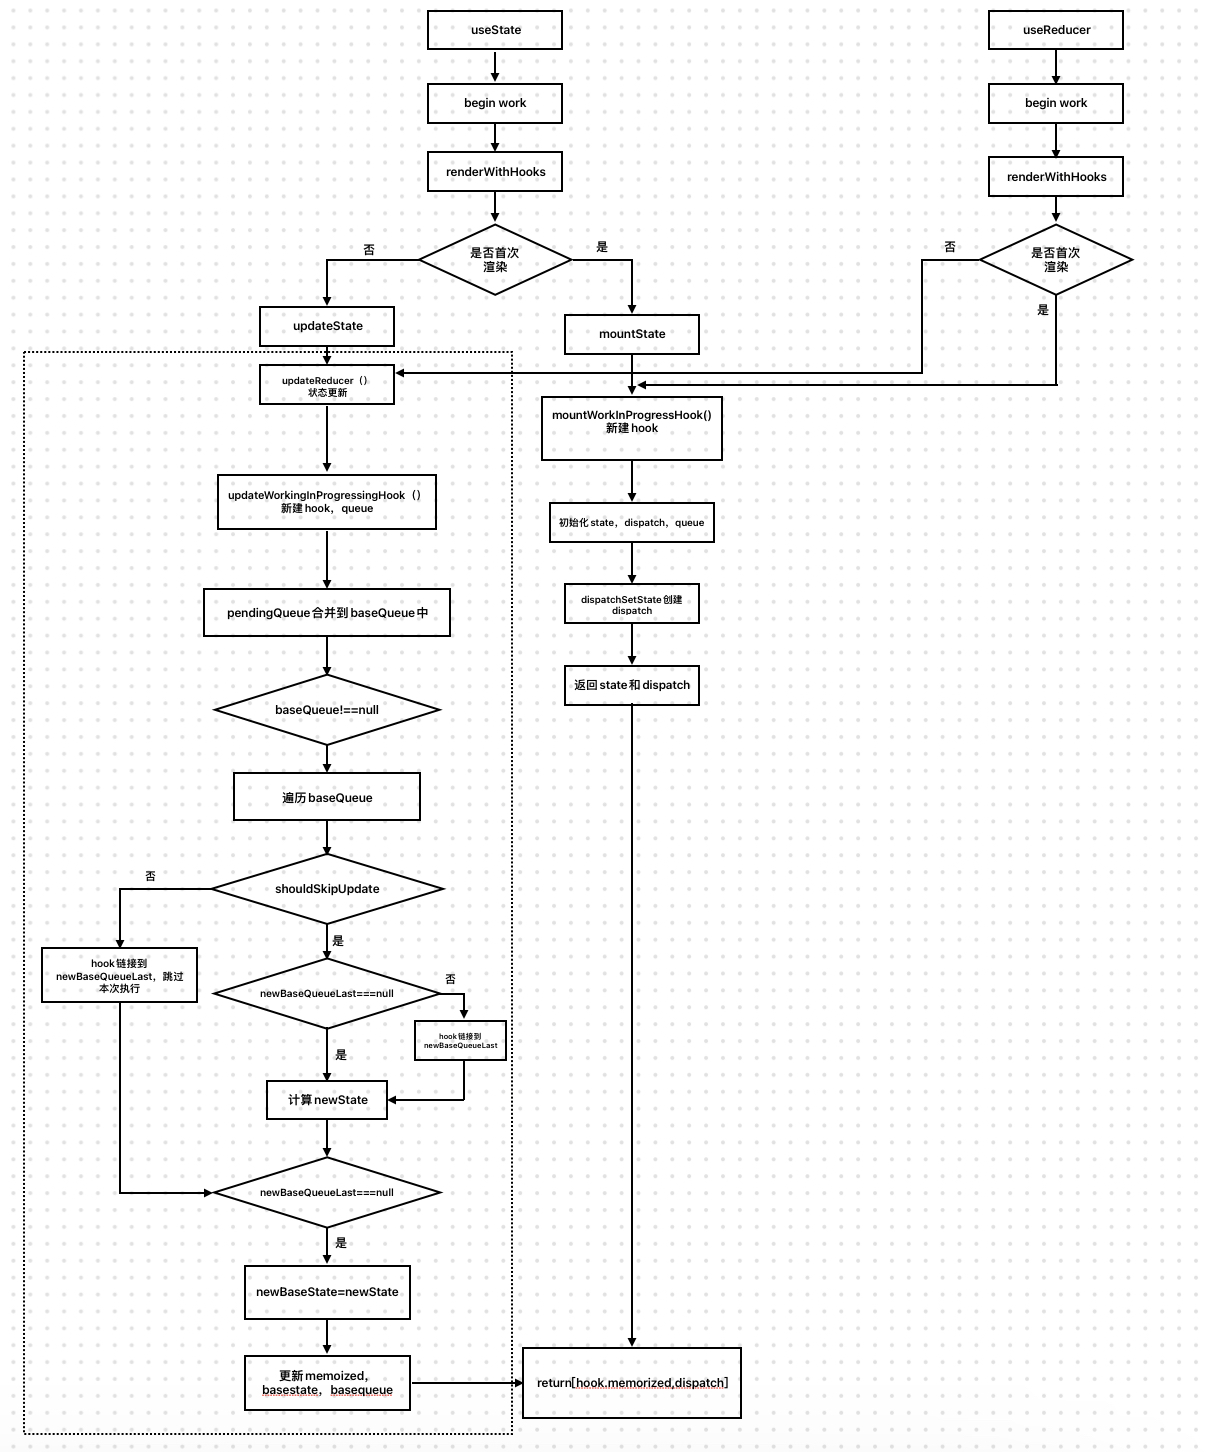 useState
useReducer
begin work
begin work
renderWithHooks
renderWithHooks
否
是否首次
渲染
是
否
是否首次
渲染
是
updateState
mountState
updateReducer（）
状态更新
mountWorkInProgressHook()
新建 hook
updateWorkingInProgressingHook（）
新建 hook，queue
初始化 state，dispatch，queue
dispatchSetState 创建
dispatch
pendingQueue 合并到 baseQueue 中
返回 state 和 dispatch
baseQueue!==null
遍历 baseQueue
否
shouldSkipUpdate
是
hook 链接到
newBaseQueueLast，跳过
本次执行
newBaseQueueLast===null
否
hook 链接到
newBaseQueueLast
是
计算 newState
newBaseQueueLast===null
是
newBaseState=newState
更新 memoized，
basestate，basequeue
return[hook.memorized,dispatch]